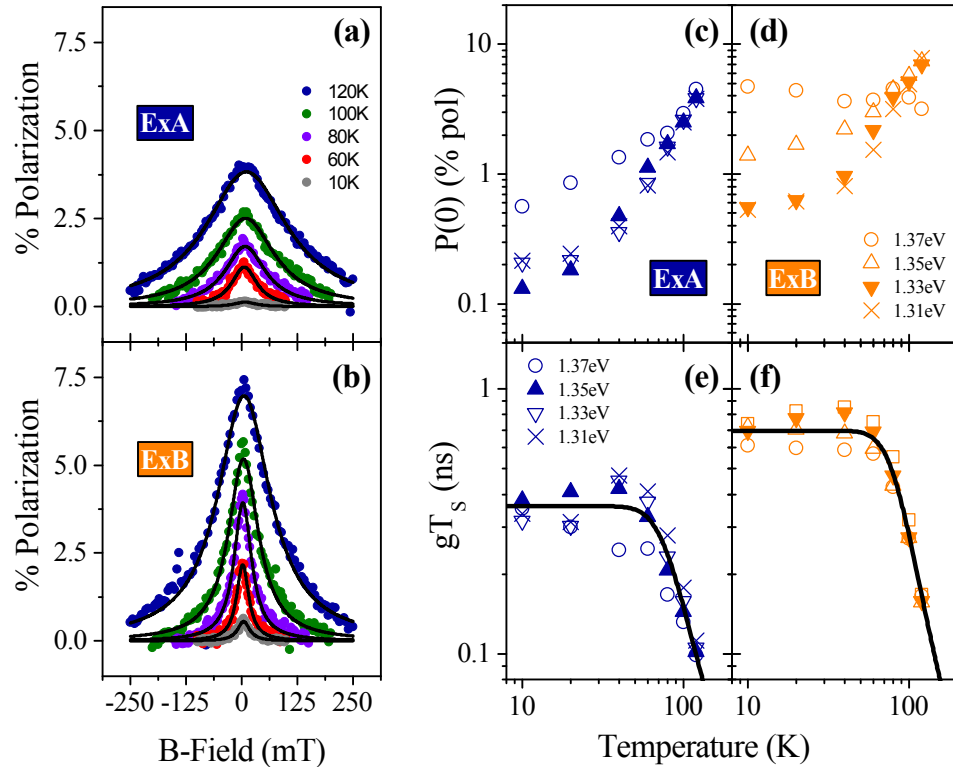 (a)
7.5
5.0
2.5
0.0
% Polarization
ExA
120K
100K
80K
60K
10K
(b)
7.5
5.0
2.5
0.0
% Polarization
ExB
-250 -125 0 125 250
B-Field (mT)
(c)
10
1
0.1
P(0) (% pol)
ExA
(d)
1.37eV
1.35eV
1.33eV
1.31eV
ExB
(e)
1
0.1
gTS (ns)
1.37eV
1.35eV
1.33eV
1.31eV
(f)
10 100 10 100
Temperature (K)